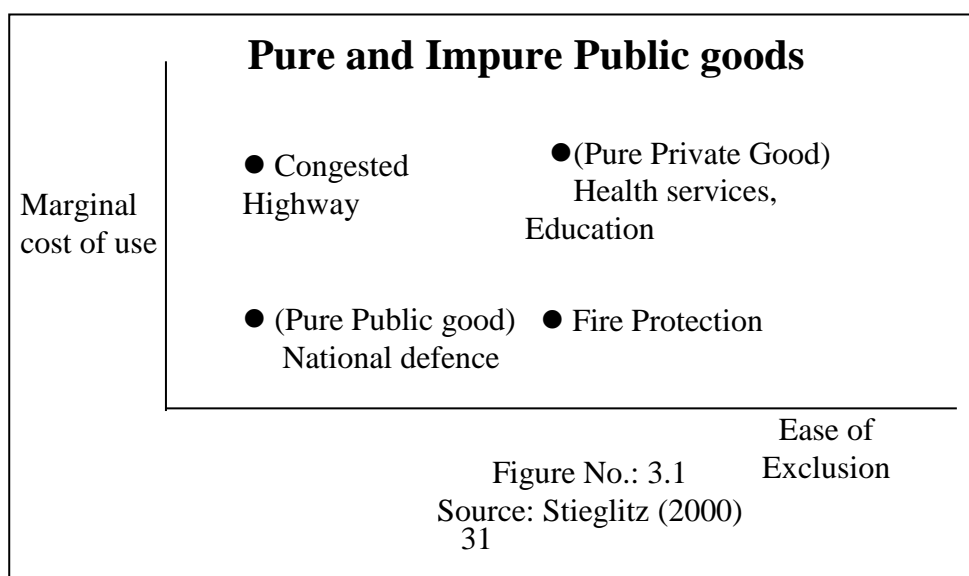 Pure and Impure Public goods
● Congested
Highway
●(Pure Private Good)
Health services,
Education
Marginal
cost of use
● (Pure Public good)
National defence
● Fire Protection
Ease of
Exclusion
Figure No.: 3.1
Source: Stieglitz (2000)
31